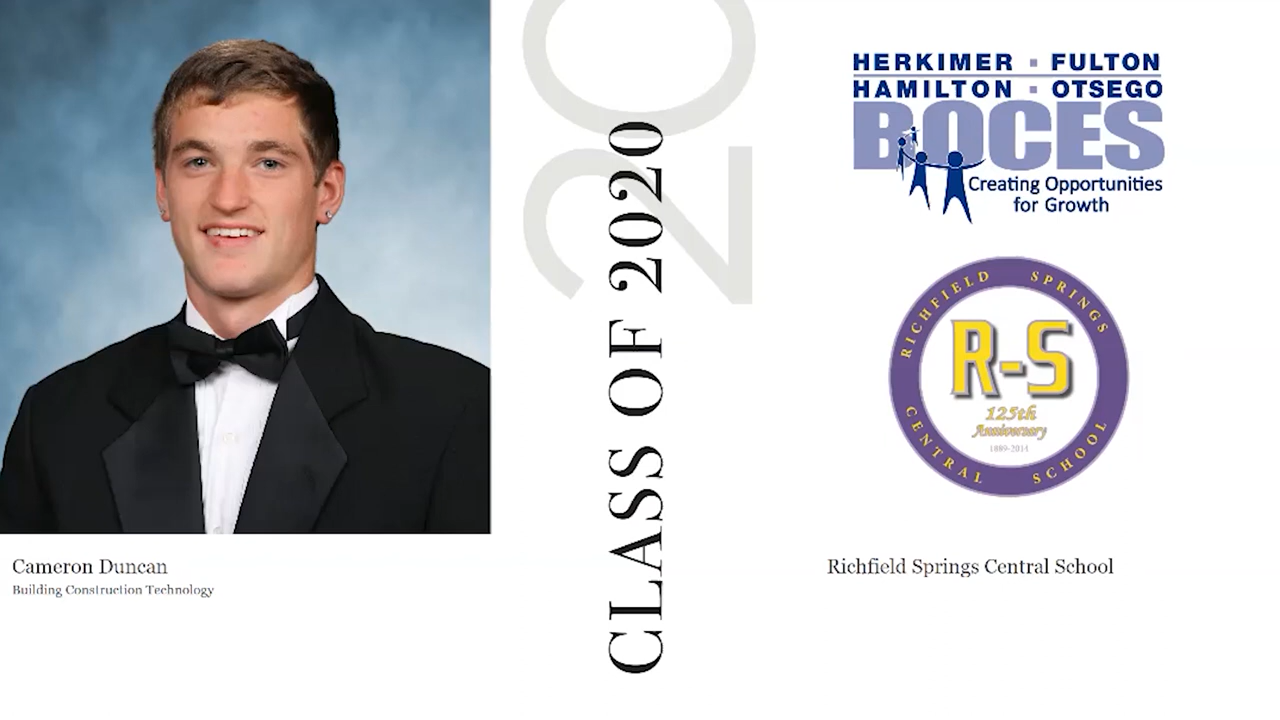 Cameron Duncan
Building Construction Technology
20
CLASS OF 2020
HERKIMER ▪ FULTON
HAMILTON ▪ OTSEGO
BOCES
Creating Opportunities
for Growth
RICHFIELD SPRINGS
R-S
125th
Anniversary
1889-2014
CENTRAL SCHOOL
Richfield Springs Central School